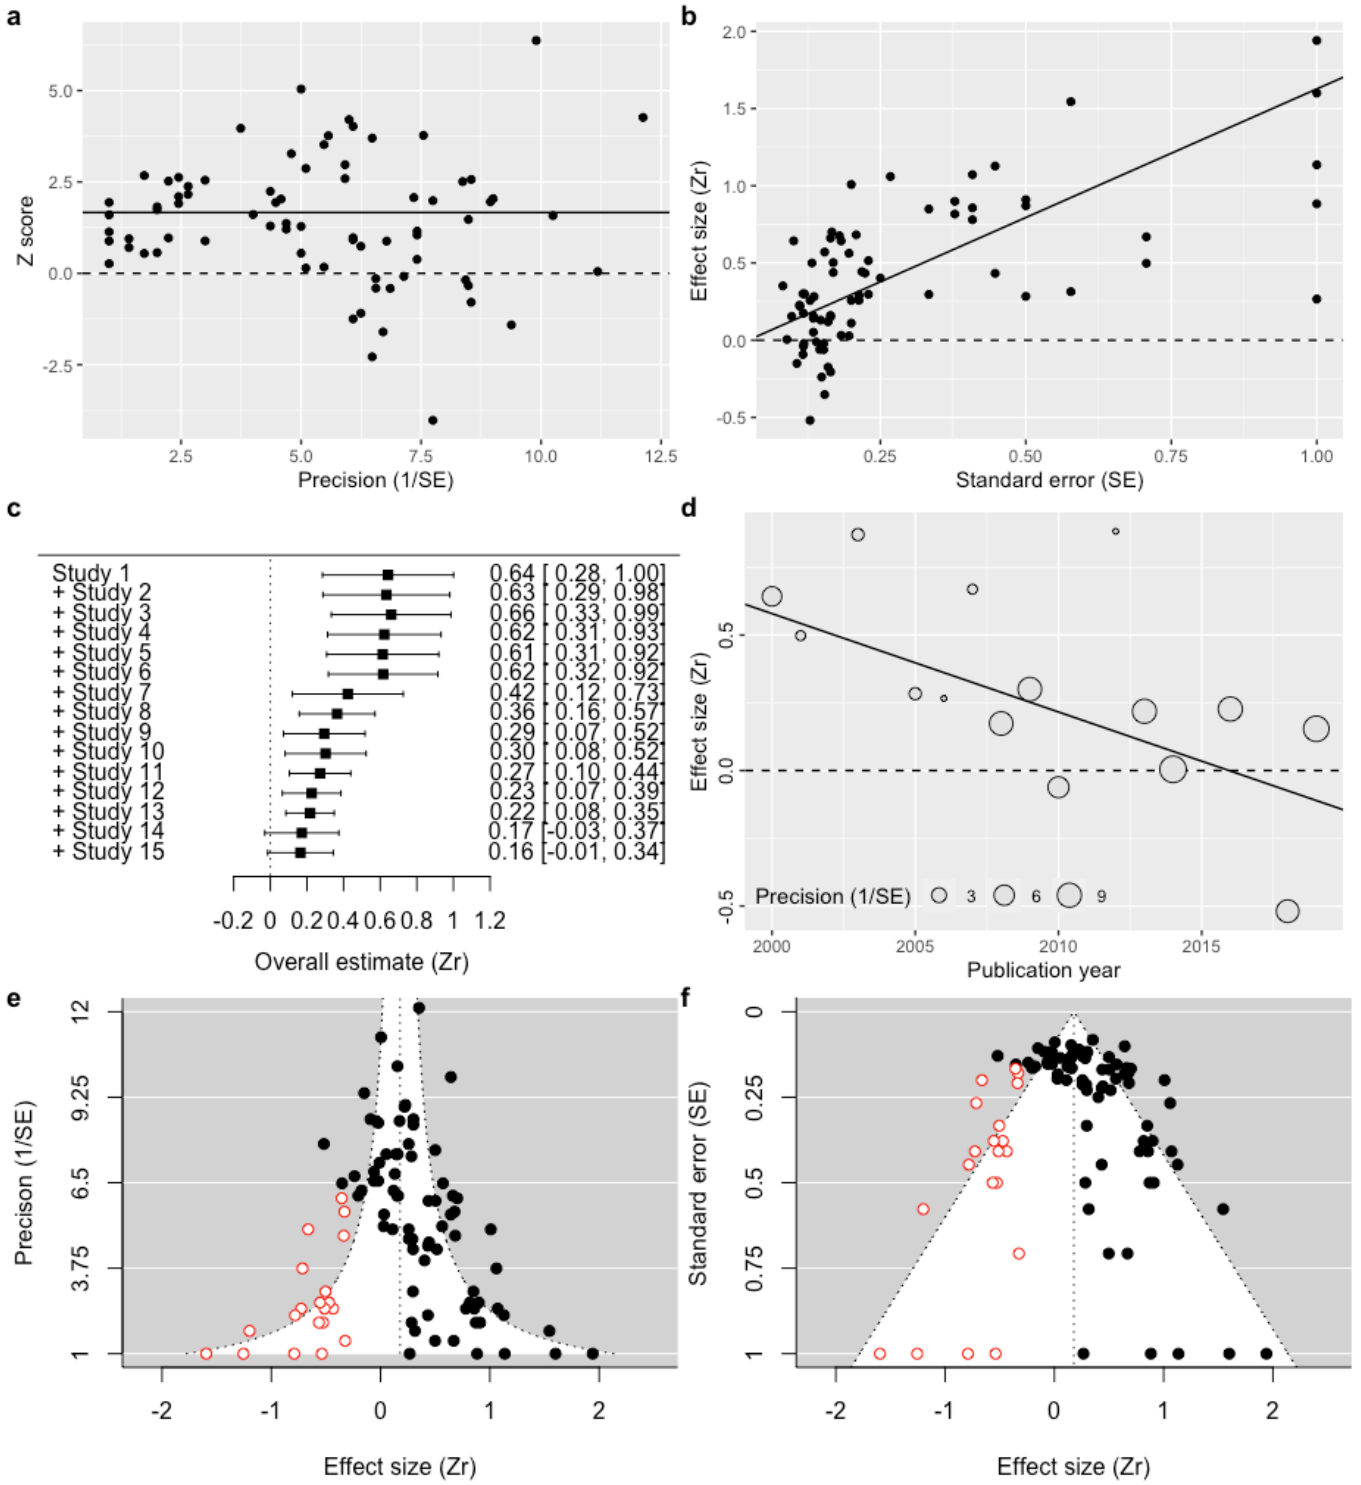 a
5.0
2.5
0.0
-2.5
Z score
2.5 5.0 7.5 10.0 12.5
Precision (1/SE)
b
2.0
1.5
1.0
0.5
0.0
-0.5
Effect size (Zr)
0.25 0.50 0.75 1.00
Standard error (SE)
c
Study 1 0.64 [ 0.28, 1.00]
+ Study 2 0.63 [ 0.29, 0.98]
+ Study 3 0.66 [ 0.33, 0.99]
+ Study 4 0.62 [ 0.31, 0.93]
+ Study 5 0.61 [ 0.31, 0.92]
+ Study 6 0.62 [ 0.32, 0.92]
+ Study 7 0.42 [ 0.12, 0.73]
+ Study 8 0.36 [ 0.16, 0.57]
+ Study 9 0.29 [ 0.07, 0.52]
+ Study 10 0.30 [ 0.08, 0.52]
+ Study 11 0.27 [ 0.10, 0.44]
+ Study 12 0.23 [ 0.07, 0.39]
+ Study 13 0.22 [ 0.08, 0.35]
+ Study 14 0.17 [-0.03, 0.37]
+ Study 15 0.16 [-0.01, 0.34]
-0.2 0 0.2 0.4 0.6 0.8 1 1.2
Overall estimate (Zr)
d
0.5
0.0
-0.5
Effect size (Zr)
Precision (1/SE) 3 6 9
2000 2005 2010 2015
Publication year
e
12
9.25
6.5
3.75
1
Precison (1/SE)
-2 -1 0 1 2
Effect size (Zr)
f
0
0.25
0.5
0.75
1
Standard error (SE)
-2 -1 0 1 2
Effect size (Zr)